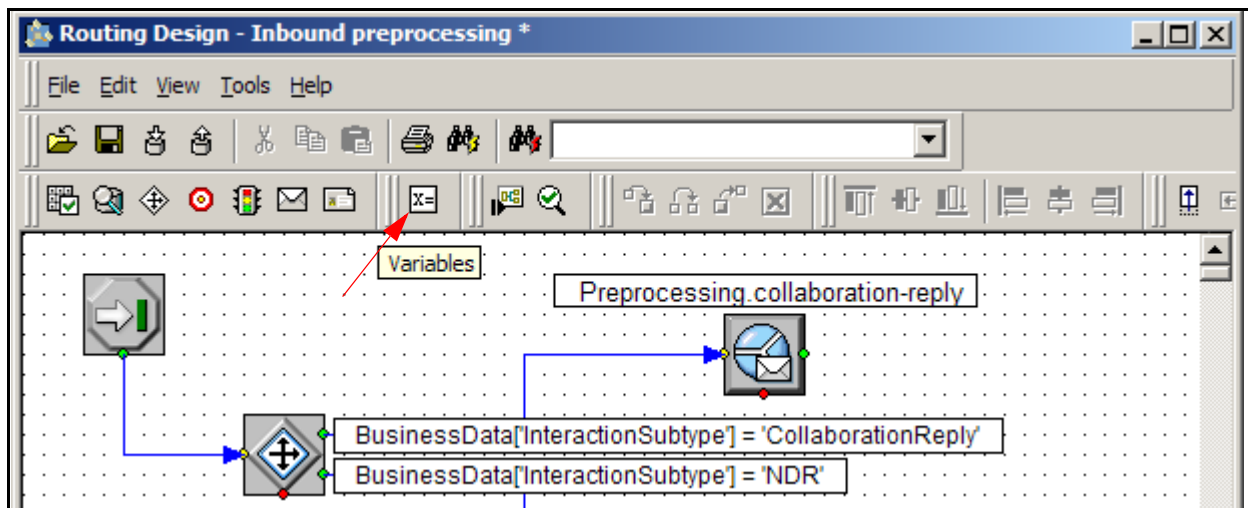 Routing Design - Inbound preprocessing *
File Edit View Tools Help
X=
Variables
Preprocessing.collaboration-reply
BusinessData['InteractionSubtype'] = 'CollaborationReply'
BusinessData['InteractionSubtype'] = 'NDR'